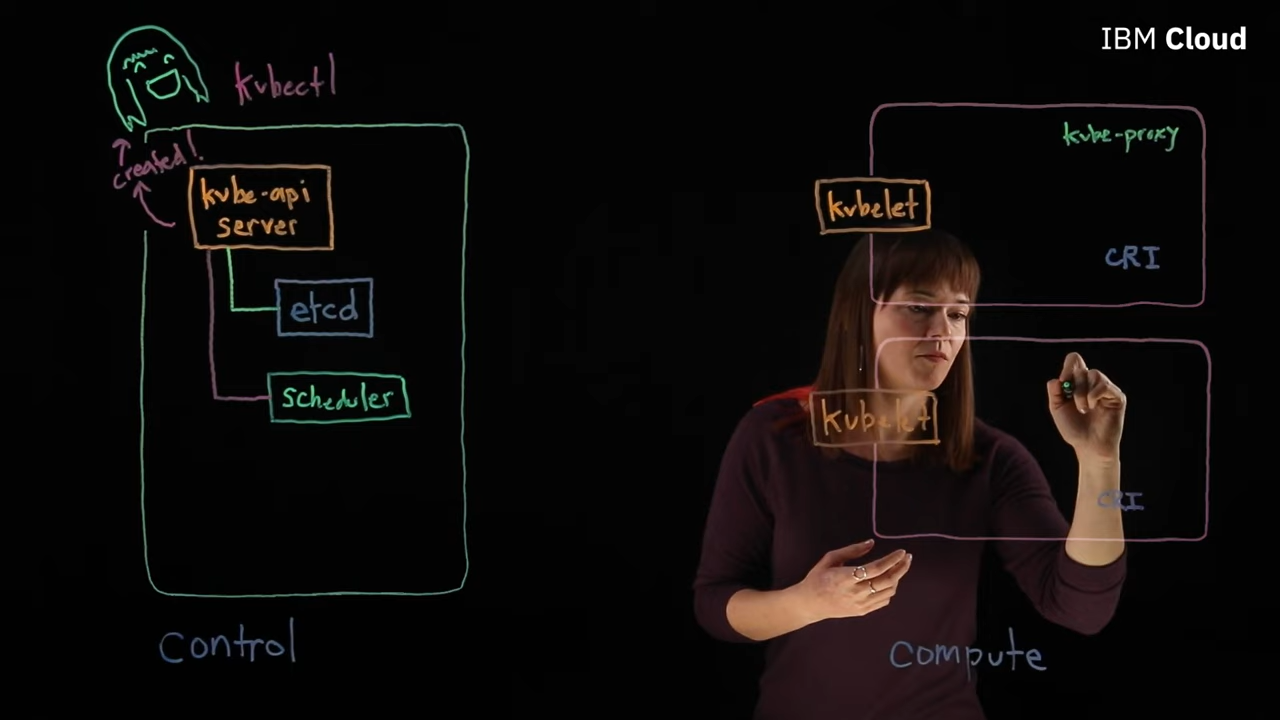 IBM Cloud
kubectl
created!
kube-api
server
etcd
scheduler
control
kube-proxy
kubelet
CRI
kubelet
CRI
compute